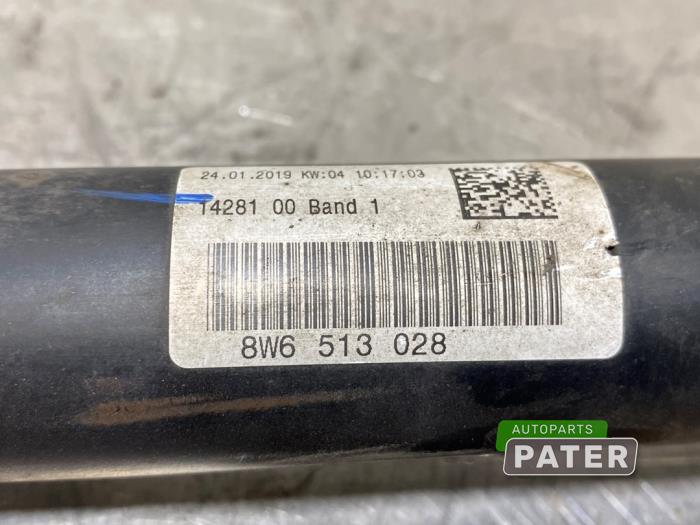 24.01.2019 KW:04 10:17:03
14281 00 Band 1
8W6 513 028
AUTOPARTS
PATER